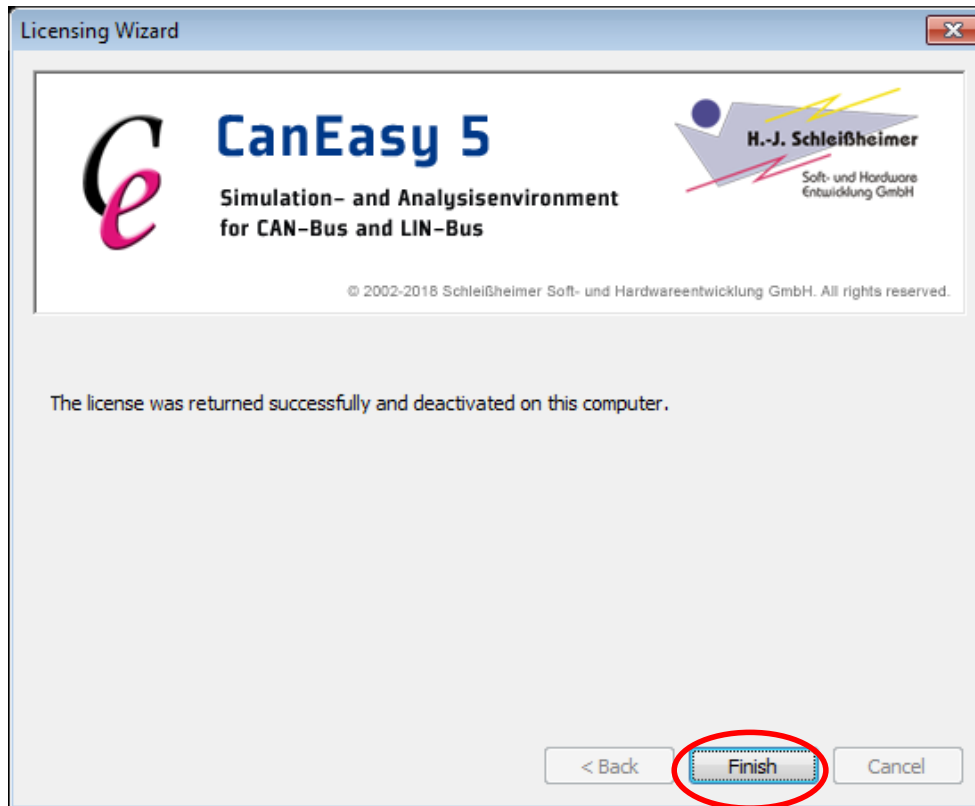 Licensing Wizard
Ce
CanEasy 5
Simulation- and Analysisenvironment
for CAN-Bus and LIN-Bus
H.-J. Schleißheimer
Soft- und Hardware
Entwicklung GmbH
© 2002-2018 Schleißheimer Soft- und Hardwareentwicklung GmbH. All rights reserved.
The license was returned successfully and deactivated on this computer.
< Back
Finish
Cancel